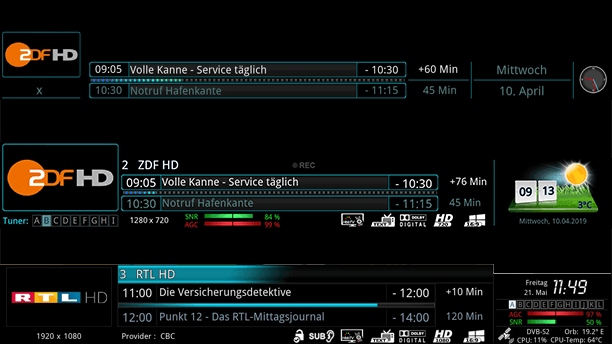 2DF HD
09:05 Volle Kanne - Service täglich - 10:30 +60 Min Mittwoch
X 10:30 Notruf Hafenkante - 11:15 45 Min 10. April
2DF HD
2 ZDF HD REC
09:05 Volle Kanne - Service täglich - 10:30 +76 Min
10:30 Notruf Hafenkante - 11:15 45 Min
09 13 3°C
Mittwoch, 10.04.2019
Tuner: A B C D E F G H I 1280 x 720 SNR 84 % TEXT DOLBY DIGITAL HD 720 16:9
AGC 99 %
RTL HD
3 RTL HD
11:00 Die Versicherungsdetektive - 12:00 +10 Min
12:00 Punkt 12 - Das RTL-Mittagsjournal - 14:00 120 Min
Freitag 11:49
21. Mai
A B C D E F G H I J K L
AGC 97 %
SNR 50 %
1920 x 1080 Provider : CBC SUB TEXT DOLBY DIGITAL HD 1080 16:9
DVB-S2 Orb: 19.2° E
CPU: 11% CPU-Temp: 64°C